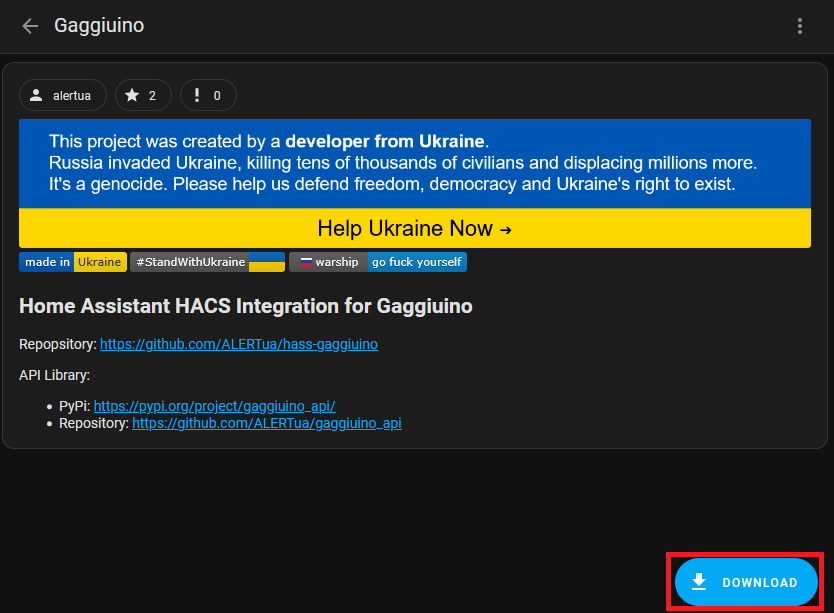 Gaggiuino
alertua
2
0
This project was created by a developer from Ukraine.
Russia invaded Ukraine, killing tens of thousands of civilians and displacing millions more.
It's a genocide. Please help us defend freedom, democracy and Ukraine's right to exist.
Help Ukraine Now →
made in Ukraine #StandWithUkraine warship go fuck yourself
Home Assistant HACS Integration for Gaggiuino
Repopsitory: https://github.com/ALERTua/hass-gaggiuino
API Library:
• PyPi: https://pypi.org/project/gaggiuino_api/
• Repository: https://github.com/ALERTua/gaggiuino_api
DOWNLOAD